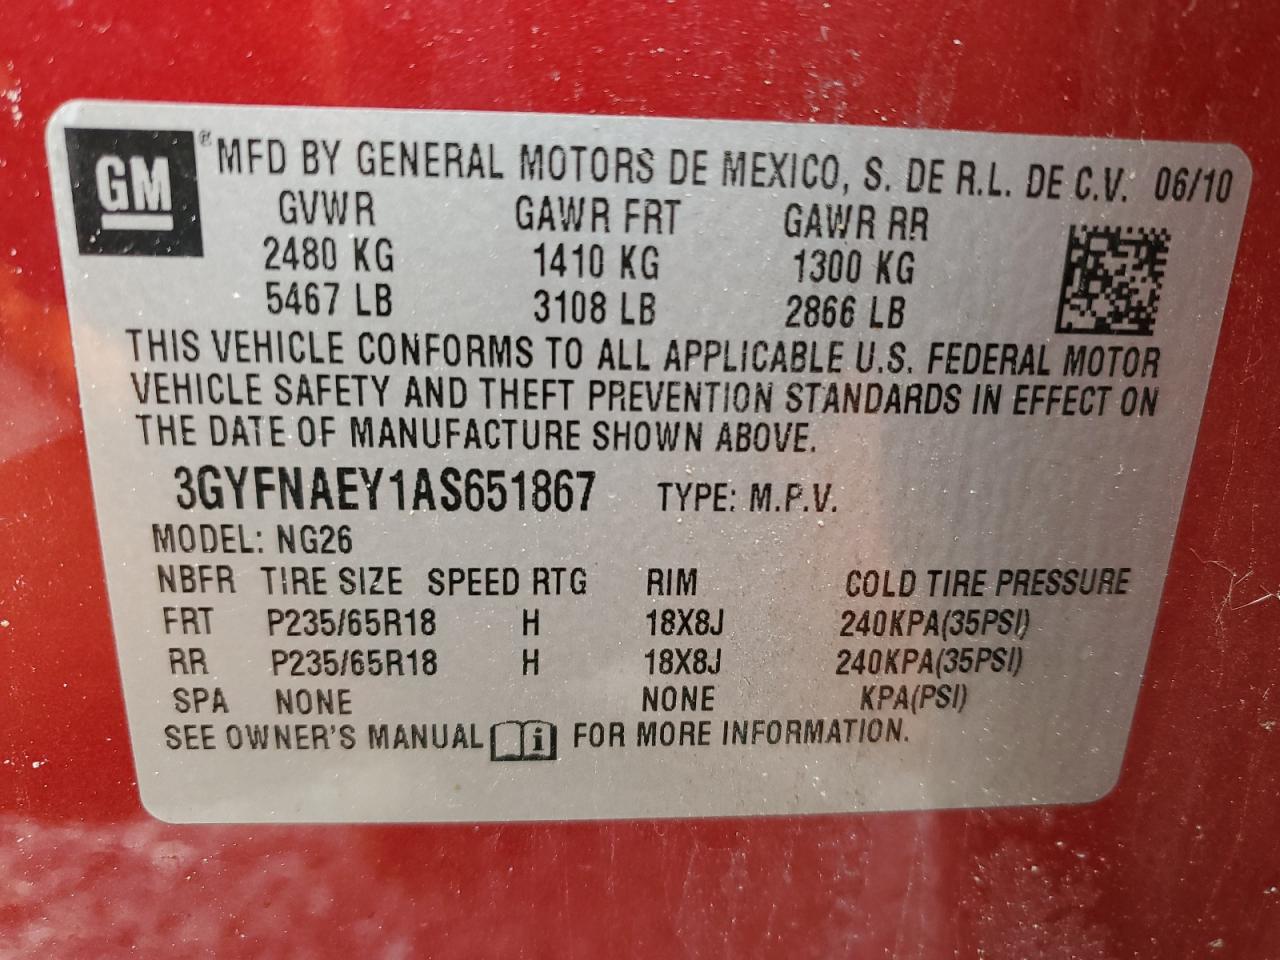 GM ® MFD BY GENERAL MOTORS DE MEXICO, S. DE R.L. DE C.V. 06/10
GVWR GAWR FRT GAWR RR
2480 KG 1410 KG 1300 KG
5467 LB 3108 LB 2866 LB
THIS VEHICLE CONFORMS TO ALL APPLICABLE U.S. FEDERAL MOTOR
VEHICLE SAFETY AND THEFT PREVENTION STANDARDS IN EFFECT ON
THE DATE OF MANUFACTURE SHOWN ABOVE.
3GYFNAEY1AS651867 TYPE: M.P.V.
MODEL: NG26
NBFR TIRE SIZE SPEED RTG RIM COLD TIRE PRESSURE
FRT P235/65R18 H 18X8J 240KPA(35PSI)
RR P235/65R18 H 18X8J 240KPA(35PSI)
SPA NONE NONE KPA(PSI)
SEE OWNER'S MANUAL i FOR MORE INFORMATION.